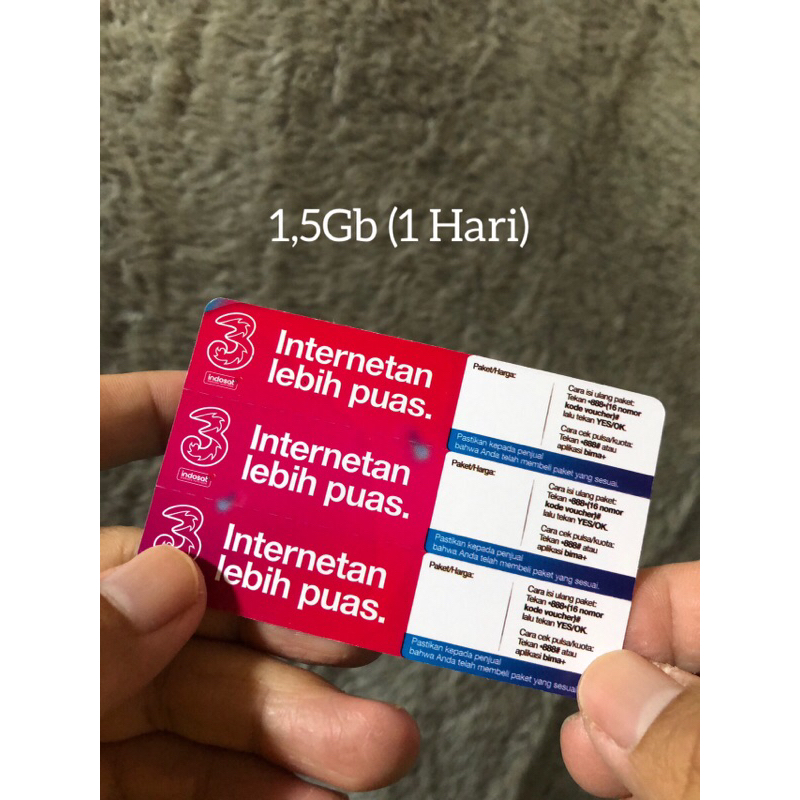 1,5Gb (1 Hari)
3
indosat
Internetan
lebih puas.
Paket/Harga:
Cara isi ulang paket:
Tekan *888*(16 nomor
kode voucher)#
lalu tekan YES/OK.
Cara cek pulsa/kuota:
Tekan *888# atau
aplikasi bima+
Pastikan kepada penjual
bahwa Anda telah membeli paket yang sesuai.
3
indosat
Internetan
lebih puas.
Paket/Harga:
Cara isi ulang paket:
Tekan *888*(16 nomor
kode voucher)#
lalu tekan YES/OK.
Cara cek pulsa/kuota:
Tekan *888# atau
aplikasi bima+
Pastikan kepada penjual
bahwa Anda telah membeli paket yang sesuai.
3
Internetan
lebih puas.
Paket/Harga:
Cara isi ulang paket:
Tekan *888*(16 nomor
kode voucher)#
lalu tekan YES/OK.
Cara cek pulsa/kuota:
Tekan *888# atau
aplikasi bima+
Pastikan kepada penjual
bahwa Anda telah membeli paket yang sesuai